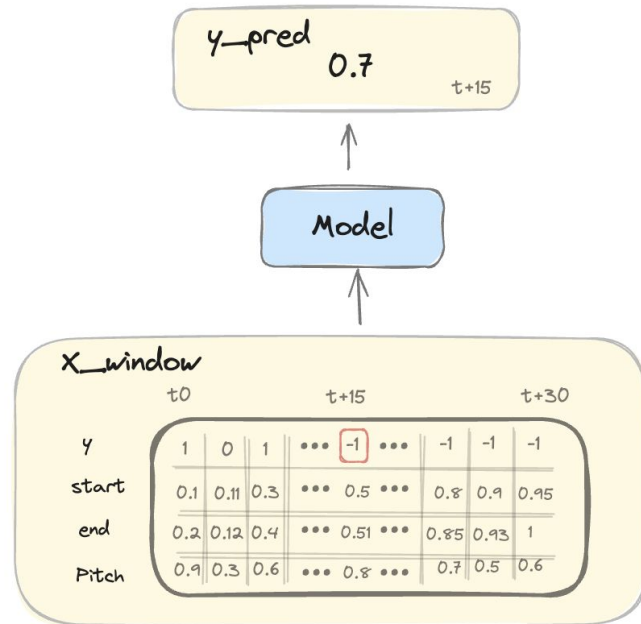 y_pred
0.7
t+15
Model
X_window
t0 t+15 t+30
y 1 0 1 ••• -1 ••• -1 -1 -1
start 0.1 0.11 0.3 ••• 0.5 ••• 0.8 0.9 0.95
end 0.2 0.12 0.4 ••• 0.51 ••• 0.85 0.93 1
Pitch 0.9 0.3 0.6 ••• 0.8 ••• 0.7 0.5 0.6